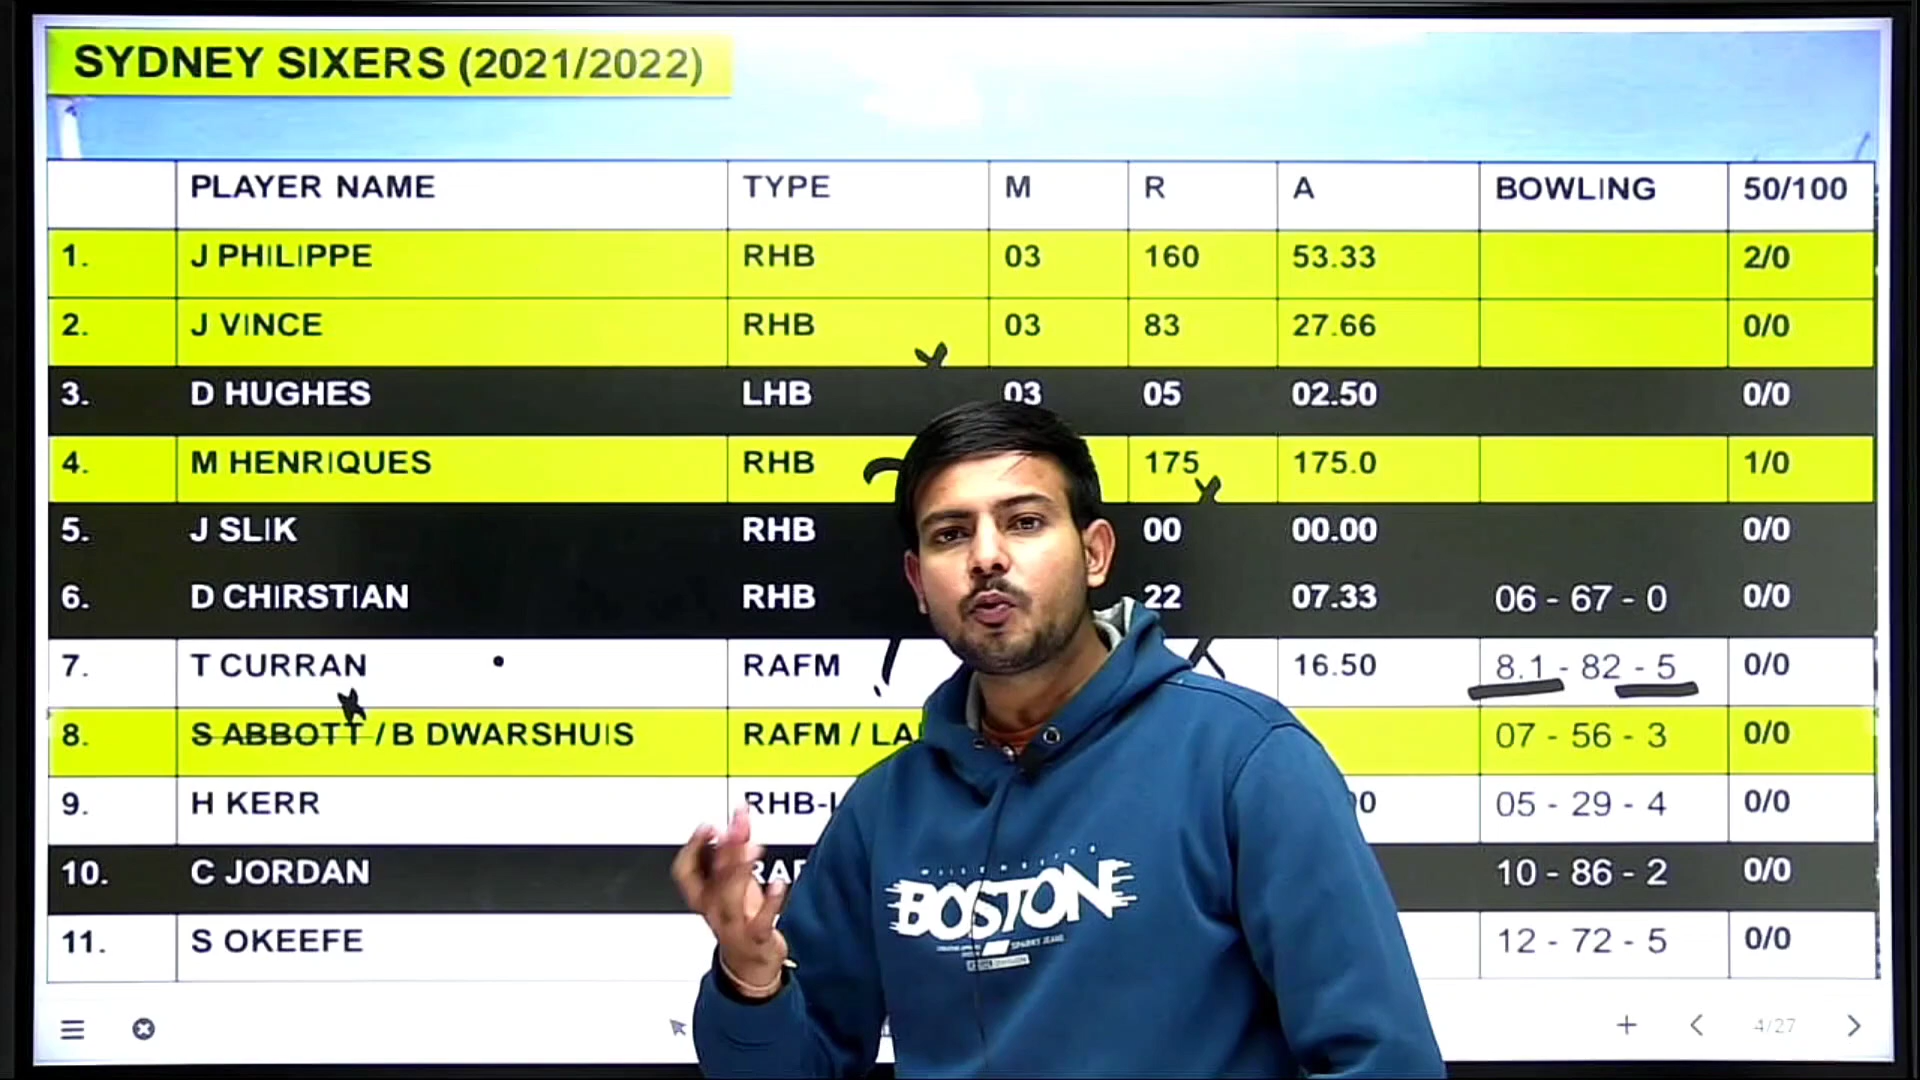 SYDNEY SIXERS (2021/2022)
PLAYER NAME TYPE M R A BOWLING 50/100
1. J PHILIPPE RHB 03 160 53.33 2/0
2. J VINCE RHB 03 83 27.66 0/0
3. D HUGHES LHB 03 05 02.50 0/0
4. M HENRIQUES RHB 175 175.0 1/0
5. J SLIK RHB 00 00.00 0/0
6. D CHIRSTIAN RHB 22 07.33 06 - 67 - 0 0/0
7. T CURRAN RAFM 16.50 8.1 - 82 - 5 0/0
8. S ABBOTT / B DWARSHUIS RAFM / LA 07 - 56 - 3 0/0
9. H KERR RHB- 05 - 29 - 4 0/0
10. C JORDAN 10 - 86 - 2 0/0
11. S OKEEFE 12 - 72 - 5 0/0
BOSTON
SPARKY JEANS
4/27